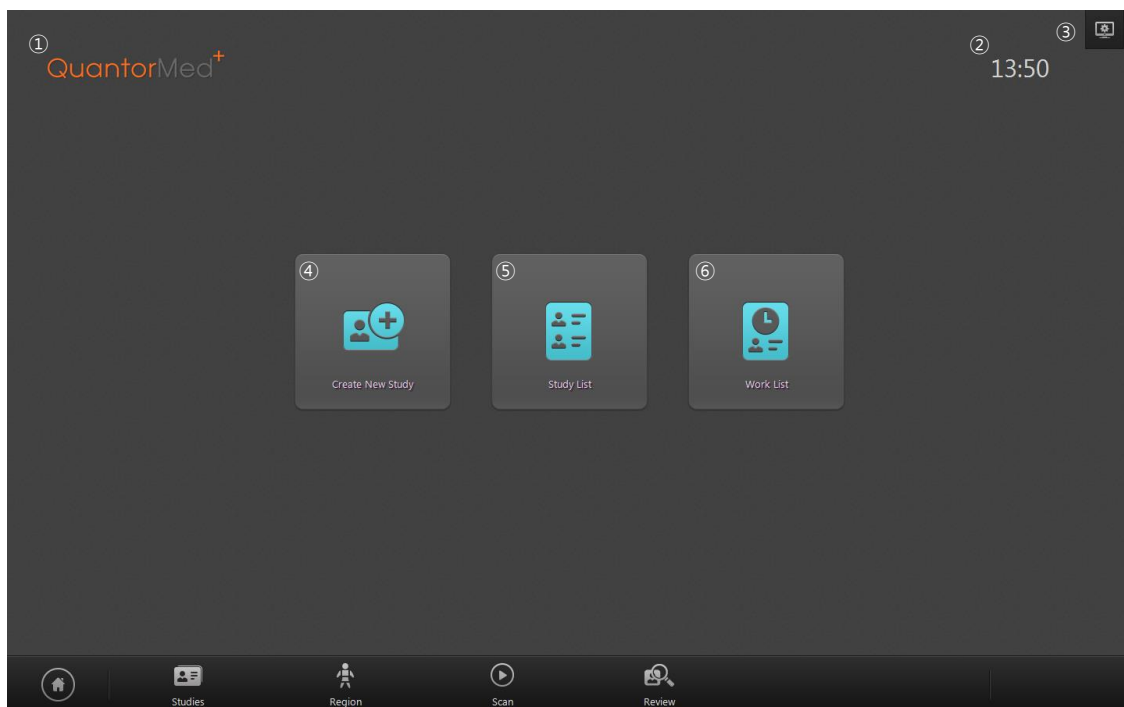 ①
QuantorMed+
②
13:50
③
④
Create New Study
⑤
Study List
⑥
Work List
Studies
Region
Scan
Review